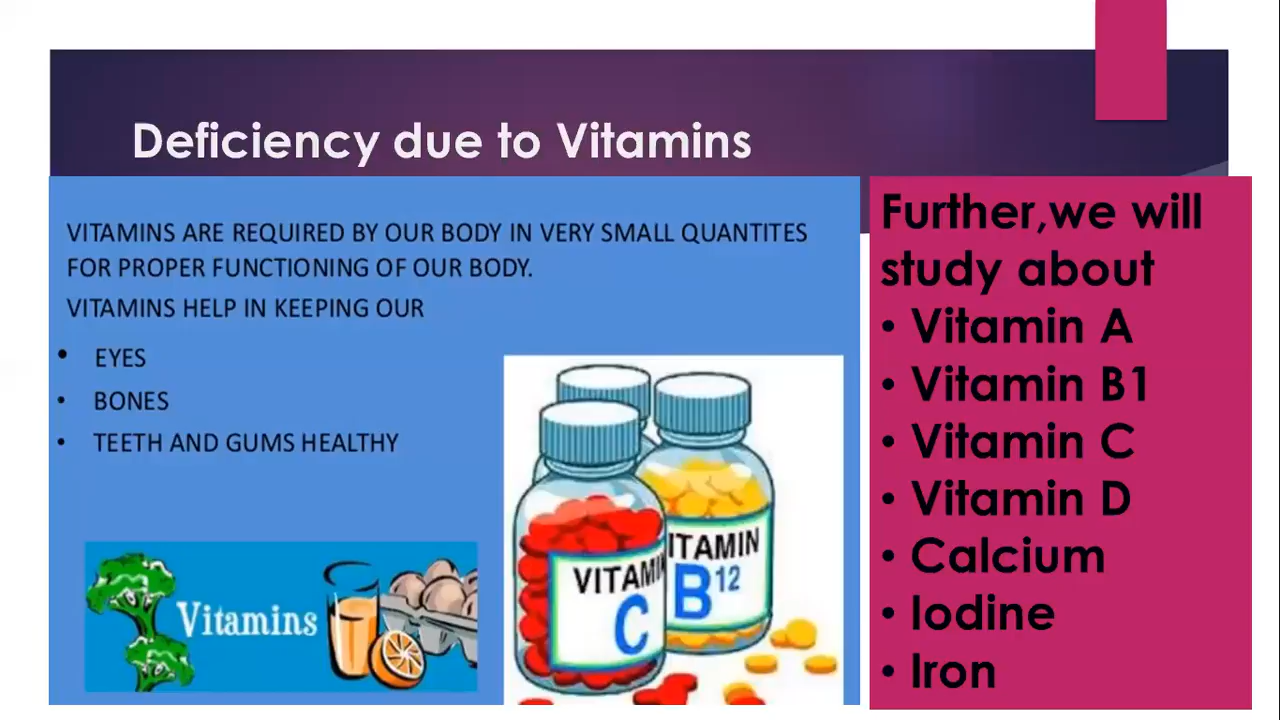 Deficiency due to Vitamins
VITAMINS ARE REQUIRED BY OUR BODY IN VERY SMALL QUANTITES
FOR PROPER FUNCTIONING OF OUR BODY.
VITAMINS HELP IN KEEPING OUR
• EYES
• BONES
• TEETH AND GUMS HEALTHY
Vitamins
VITAMIN
C
ITAMIN
B12
Further,we will
study about
• Vitamin A
• Vitamin B1
• Vitamin C
• Vitamin D
• Calcium
• Iodine
• Iron